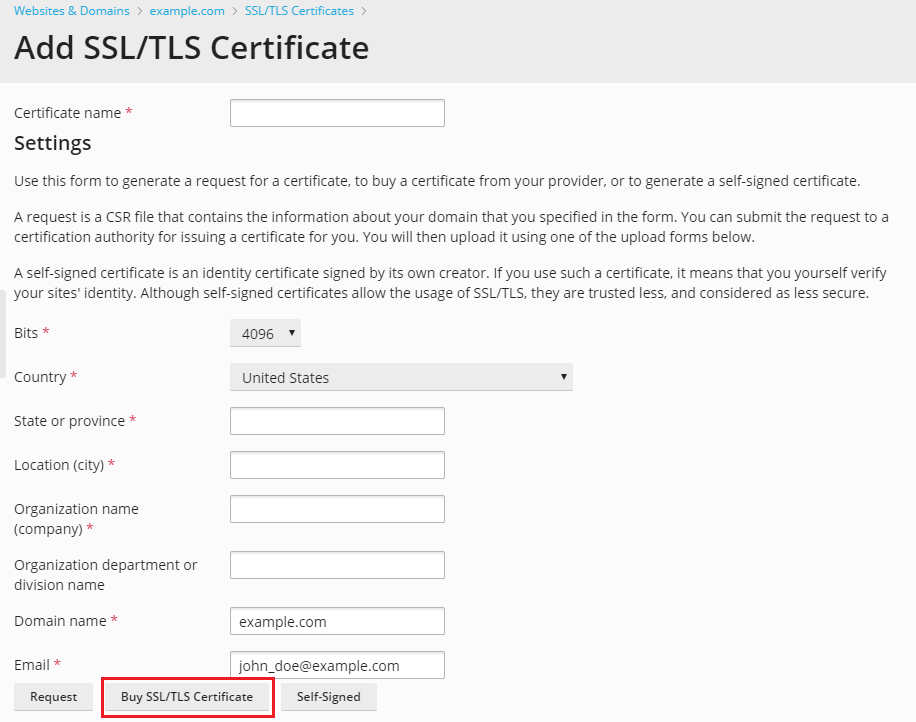 Websites & Domains > example.com > SSL/TLS Certificates >
Add SSL/TLS Certificate
Certificate name *
Settings
Use this form to generate a request for a certificate, to buy a certificate from your provider, or to generate a self-signed certificate.
A request is a CSR file that contains the information about your domain that you specified in the form. You can submit the request to a
certification authority for issuing a certificate for you. You will then upload it using one of the upload forms below.
A self-signed certificate is an identity certificate signed by its own creator. If you use such a certificate, it means that you yourself verify
your sites' identity. Although self-signed certificates allow the usage of SSL/TLS, they are trusted less, and considered as less secure.
Bits * 4096
Country * United States
State or province *
Location (city) *
Organization name
(company) *
Organization department or
division name
Domain name * example.com
Email * john_doe@example.com
Request Buy SSL/TLS Certificate Self-Signed